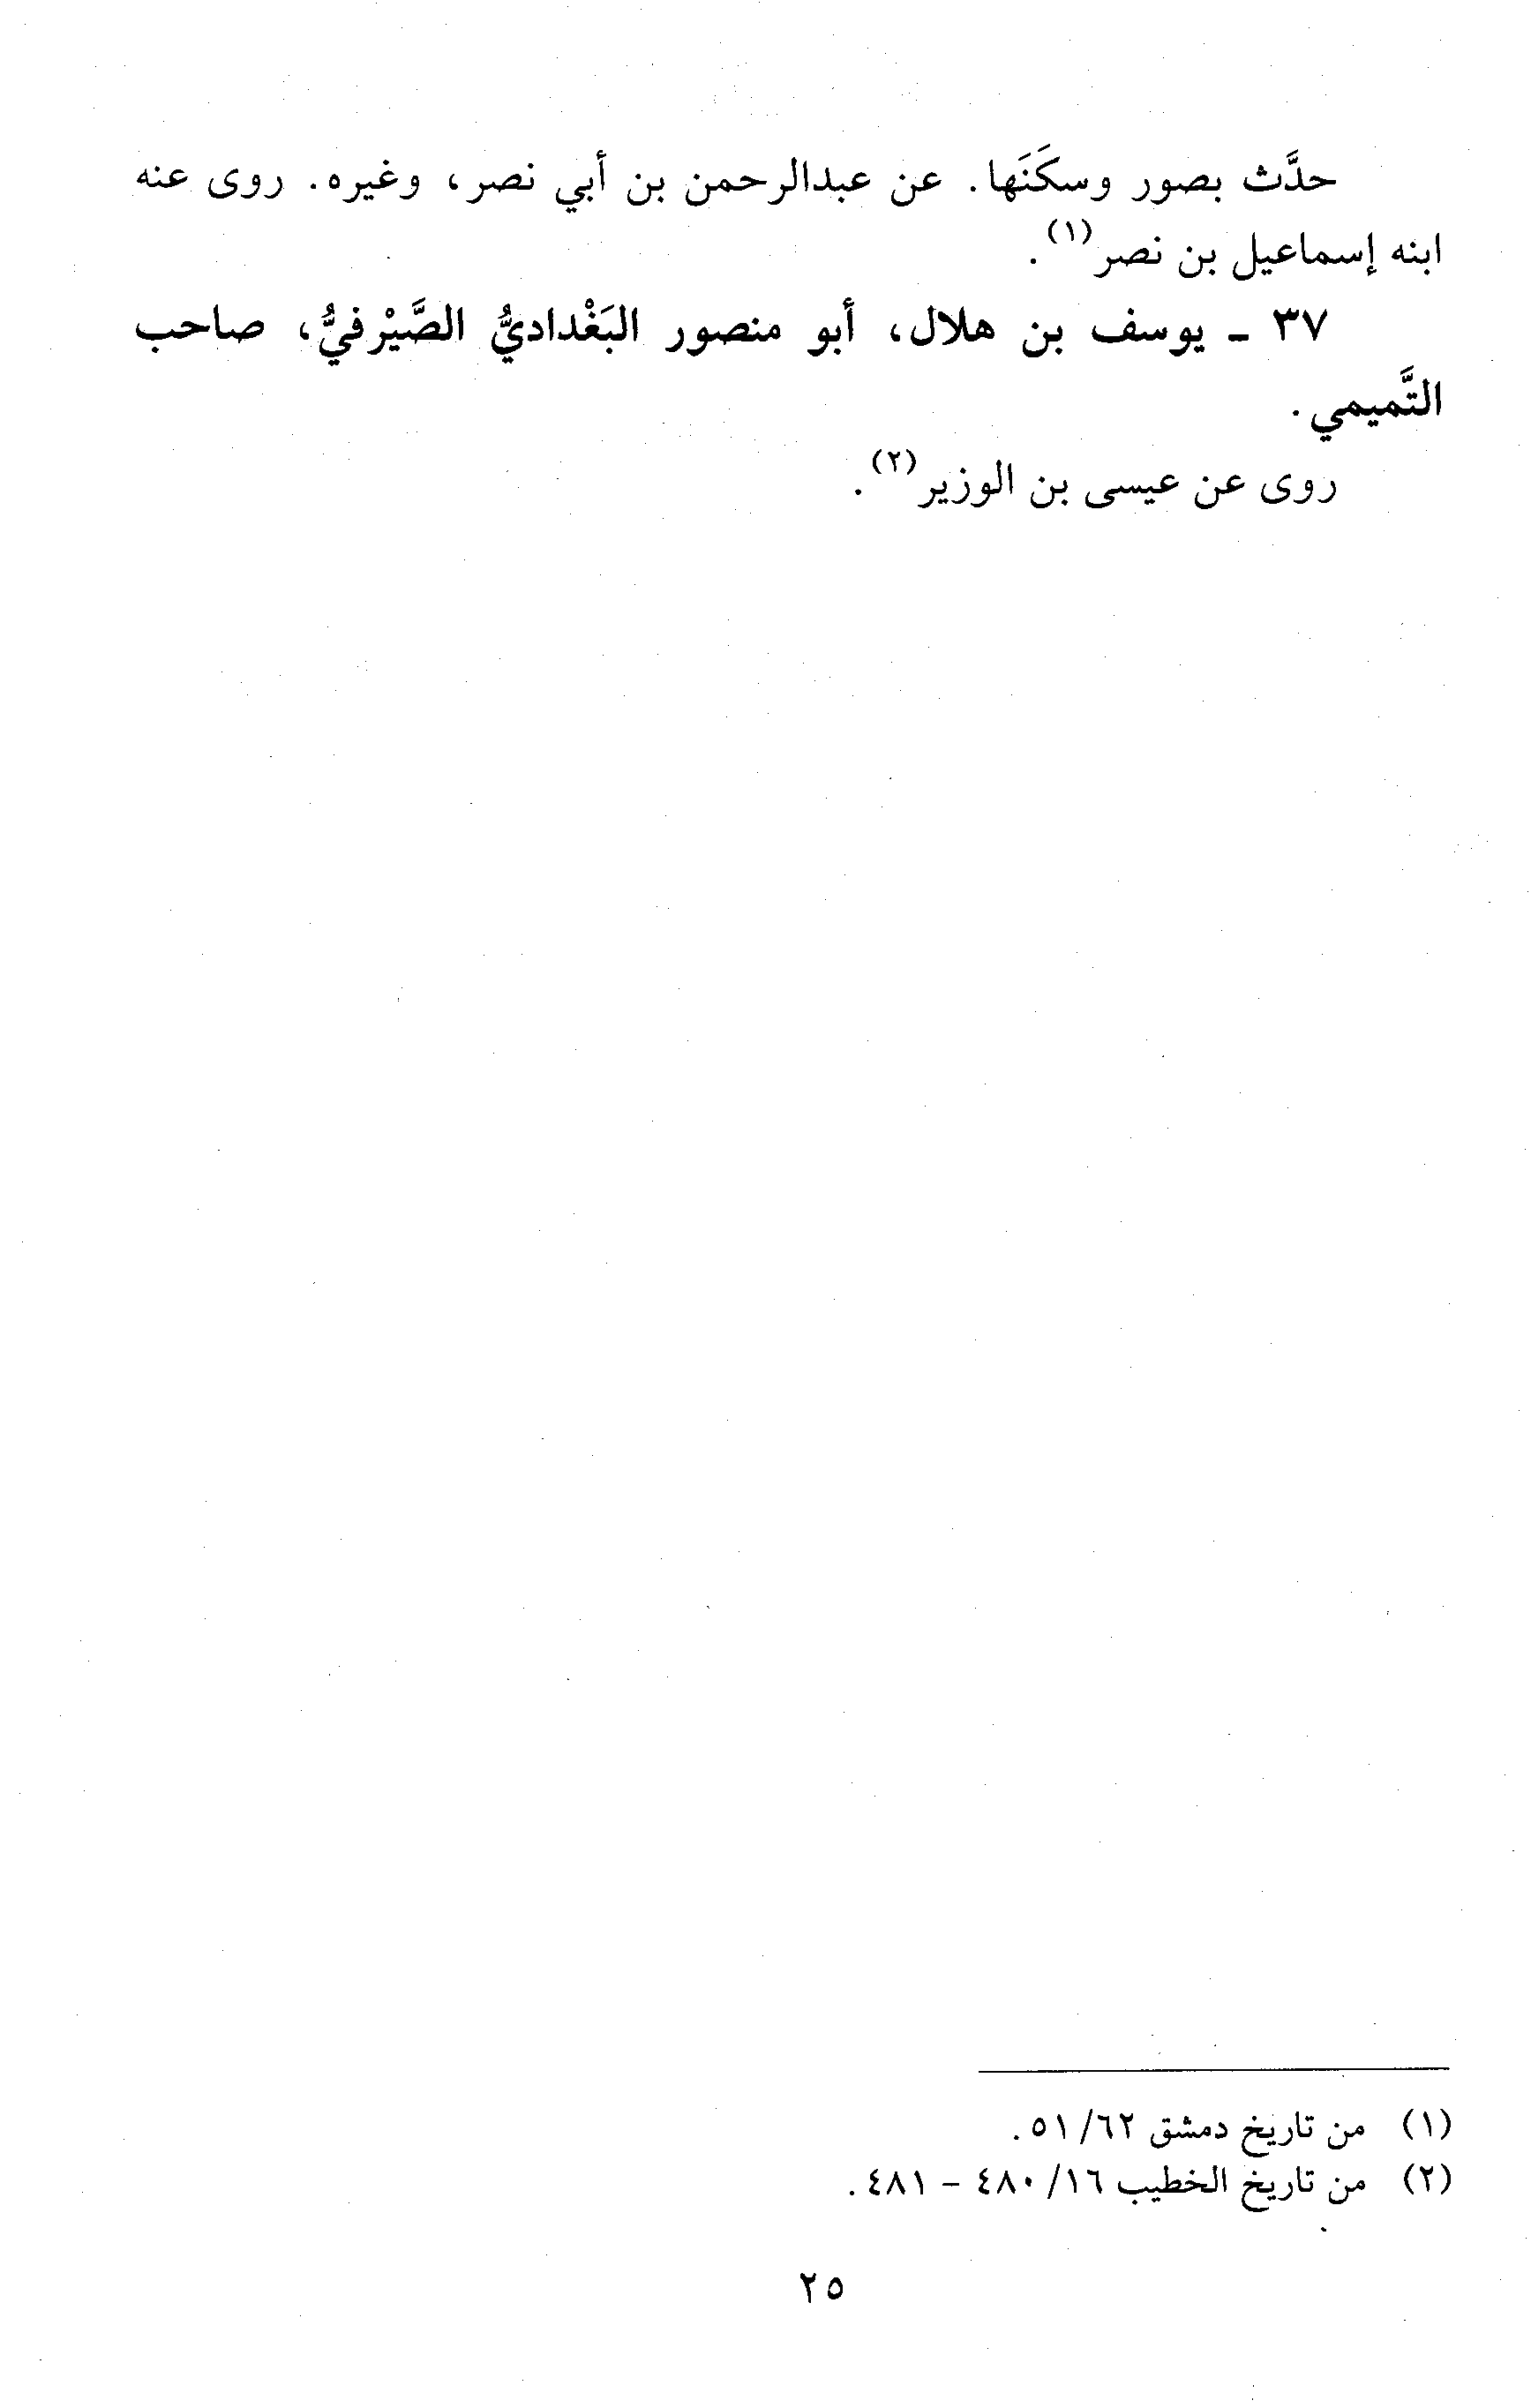 حدَّث بصور وسكَنَها. عن عبدالرحمن بن أبي نصر، وغيره. روى عنه
ابنه إسماعيل بن نصر(١).
٣٧ - يوسف بن هلال، أبو منصور البَغْداديُّ الصَّيْرفيُّ، صاحب
التَّميمي.
روى عن عيسى بن الوزير(٢).
(١) من تاريخ دمشق ٦٢/ ٥١.
(٢) من تاريخ الخطيب ١٦/ ٤٨٠ - ٤٨١.
٢٥